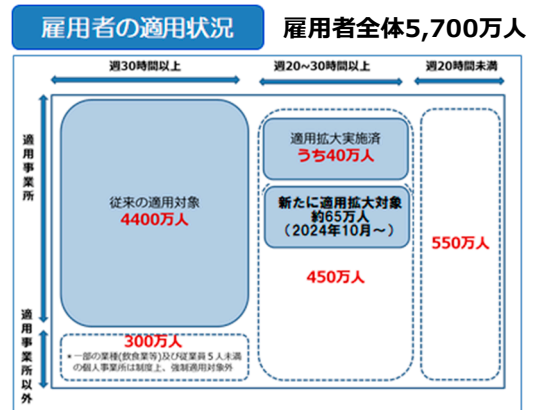 雇用者の適用状況
雇用者全体5,700万人
週30時間以上
週20~30時間以上
週20時間未満
適用事業所
従来の適用対象
4400万人
適用拡大実施済
うち40万人
新たに適用拡大対象
約65万人
（2024年10月～）
450万人
550万人
適用事業所以外
300万人
*一部の業種(飲食業等)及び従業員５人未満
の個人事業所は制度上、強制適用対象外